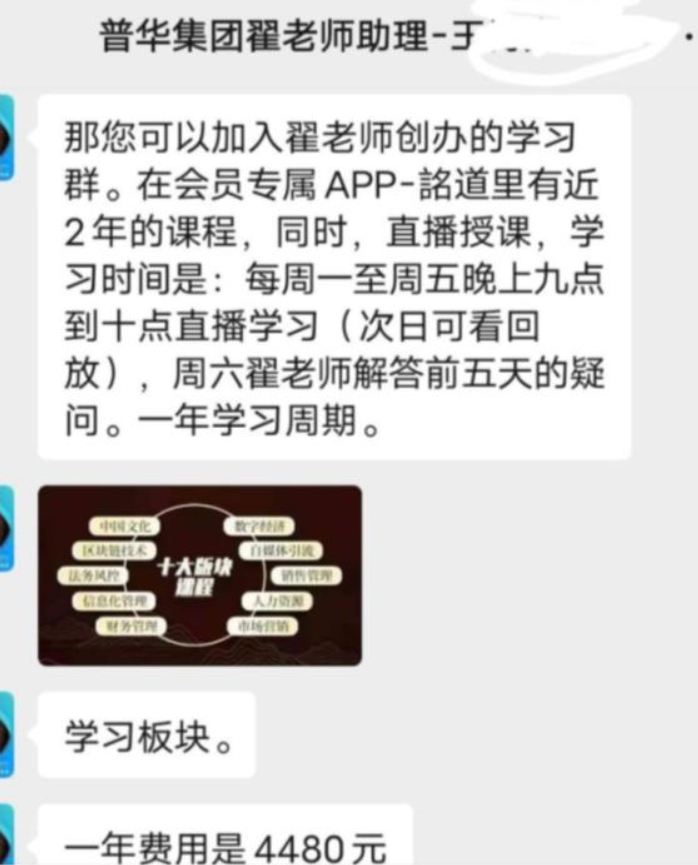 普华集团翟老师助理-王
那您可以加入翟老师创办的学习
群。在会员专属APP-詺道里有近
2年的课程，同时，直播授课，学
习时间是：每周一至周五晚上九点
到十点直播学习（次日可看回
放），周六翟老师解答前五天的疑
问。一年学习周期。
中国文化
数字经济
区块链技术
自媒体引流
十大版块
课程
法务风控
销售管理
信息化管理
人力资源
财务管理
市场营销
学习板块。
一年费用是4480元